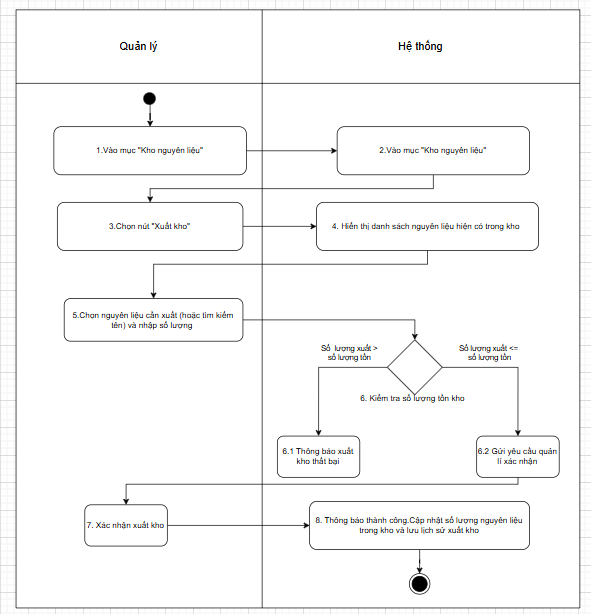 Quản lý
Hệ thống
1.Vào mục "Kho nguyên liệu"
2.Vào mục "Kho nguyên liệu"
3.Chọn nút "Xuất kho"
4. Hiển thị danh sách nguyên liệu hiện có trong kho
5.Chọn nguyên liệu cần xuất (hoặc tìm kiếm
tên) và nhập số lượng
Số lượng xuất >
số lượng tồn
Số lượng xuất <=
số lượng tồn
6. Kiểm tra số lượng tồn kho
6.1 Thông báo xuất
kho thất bại
6.2 Gửi yêu cầu quản
lí xác nhận
7. Xác nhận xuất kho
8. Thông báo thành công.Cập nhật số lượng nguyên liệu
trong kho và lưu lịch sử xuất kho